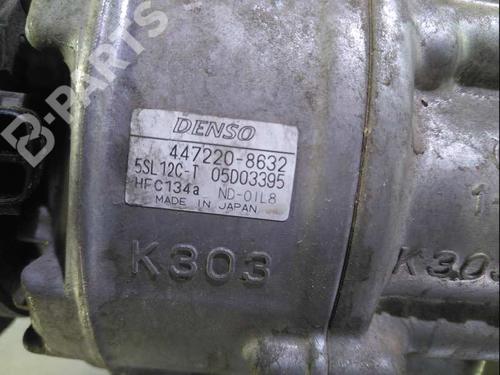 B-PARTS
DENSO
447220-8632
5SL12C-T 05D03395
HFC134a ND-OIL8
MADE IN JAPAN
K303
K303